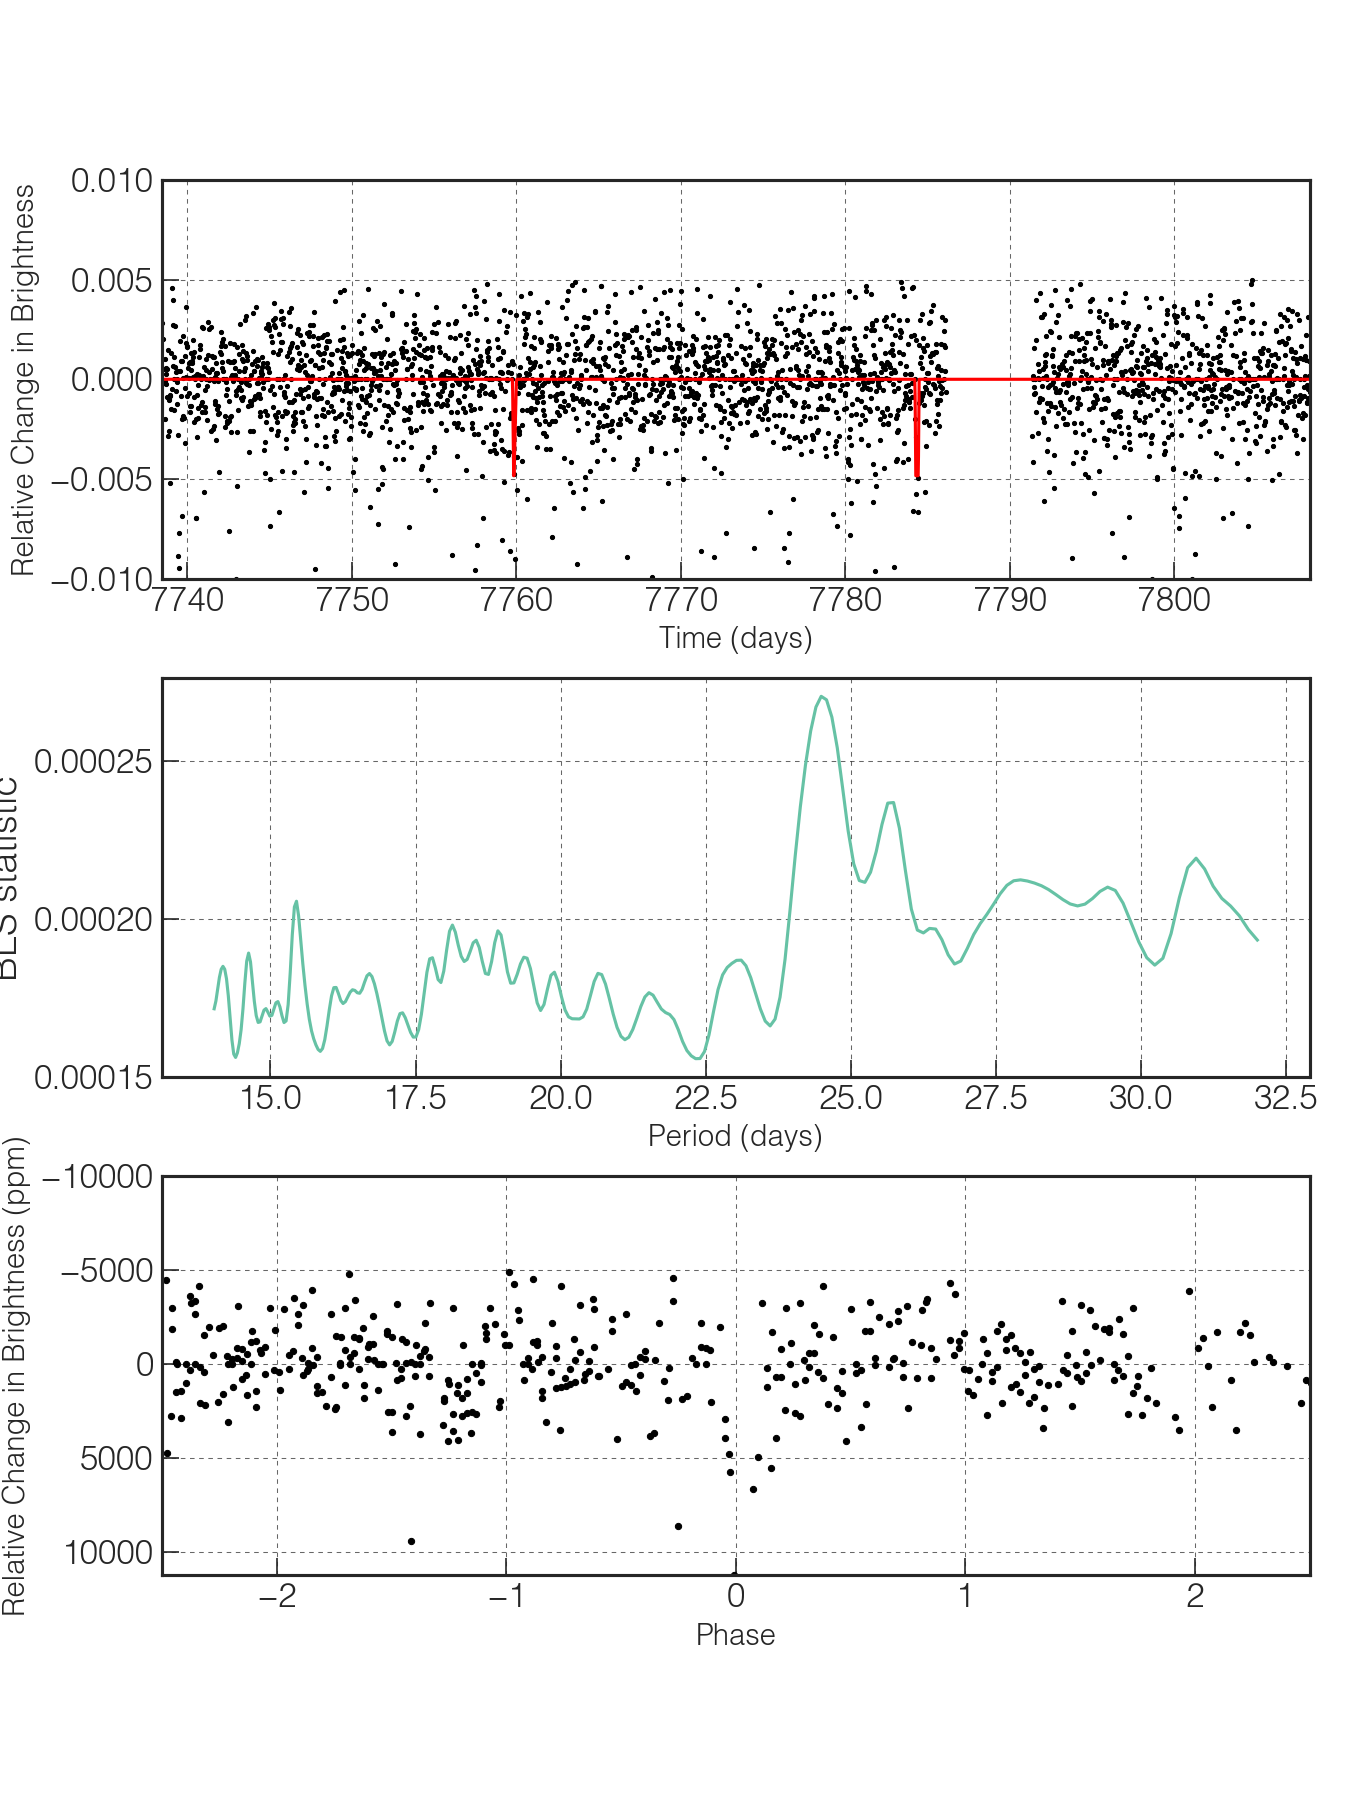 Relative Change in Brightness
0.010
0.005
0.000
−0.005
−0.010
7740 7750 7760 7770 7780 7790 7800
Time (days)
BLS statistic
0.00025
0.00020
0.00015
15.0 17.5 20.0 22.5 25.0 27.5 30.0 32.5
Period (days)
Relative Change in Brightness (ppm)
−10000
−5000
0
5000
10000
−2 −1 0 1 2
Phase